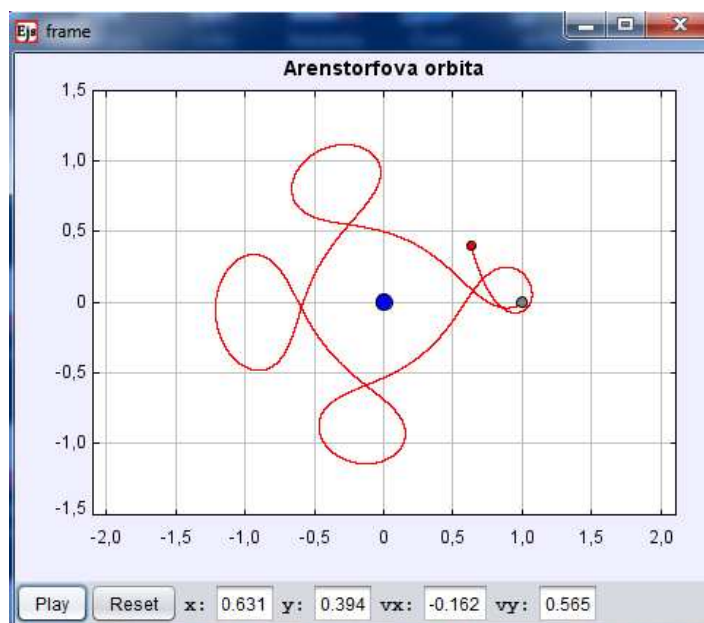 Ejs frame
Arenstorfova orbita
1,5
1,0
0,5
0
-0,5
-1,0
-1,5
-2,0 -1,5 -1,0 -0,5 0 0,5 1,0 1,5 2,0
Play Reset x: 0.631 y: 0.394 vx: -0.162 vy: 0.565